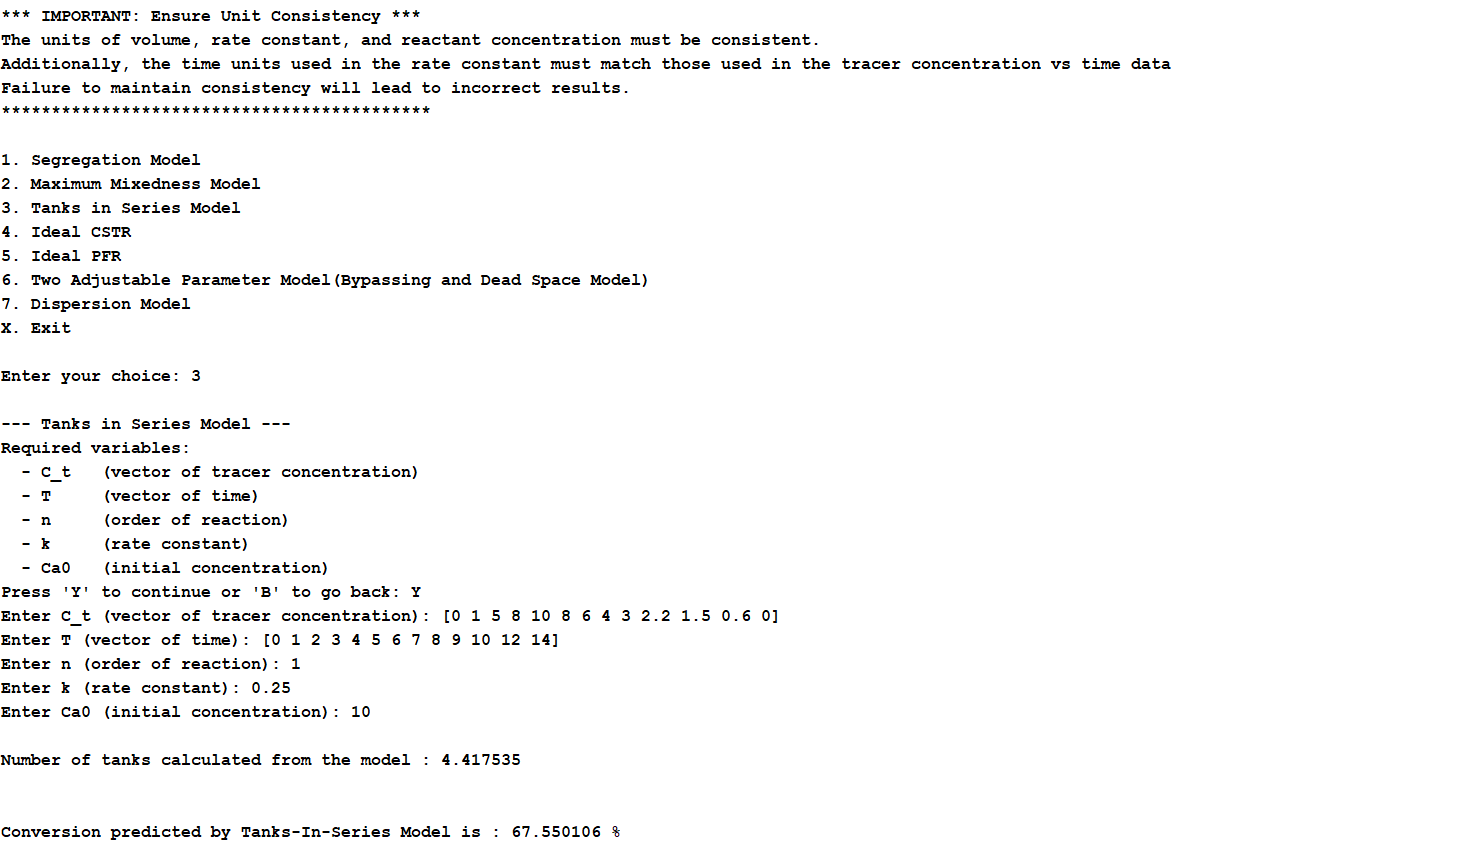 *** IMPORTANT: Ensure Unit Consistency ***
The units of volume, rate constant, and reactant concentration must be consistent.
Additionally, the time units used in the rate constant must match those used in the tracer concentration vs time data
Failure to maintain consistency will lead to incorrect results.
*******************************************
1. Segregation Model
2. Maximum Mixedness Model
3. Tanks in Series Model
4. Ideal CSTR
5. Ideal PFR
6. Two Adjustable Parameter Model(Bypassing and Dead Space Model)
7. Dispersion Model
X. Exit
Enter your choice: 3
--- Tanks in Series Model ---
Required variables:
- C_t (vector of tracer concentration)
- T (vector of time)
- n (order of reaction)
- k (rate constant)
- Ca0 (initial concentration)
Press 'Y' to continue or 'B' to go back: Y
Enter C_t (vector of tracer concentration): [0 1 5 8 10 8 6 4 3 2.2 1.5 0.6 0]
Enter T (vector of time): [0 1 2 3 4 5 6 7 8 9 10 12 14]
Enter n (order of reaction): 1
Enter k (rate constant): 0.25
Enter Ca0 (initial concentration): 10
Number of tanks calculated from the model : 4.417535
Conversion predicted by Tanks-In-Series Model is : 67.550106 %